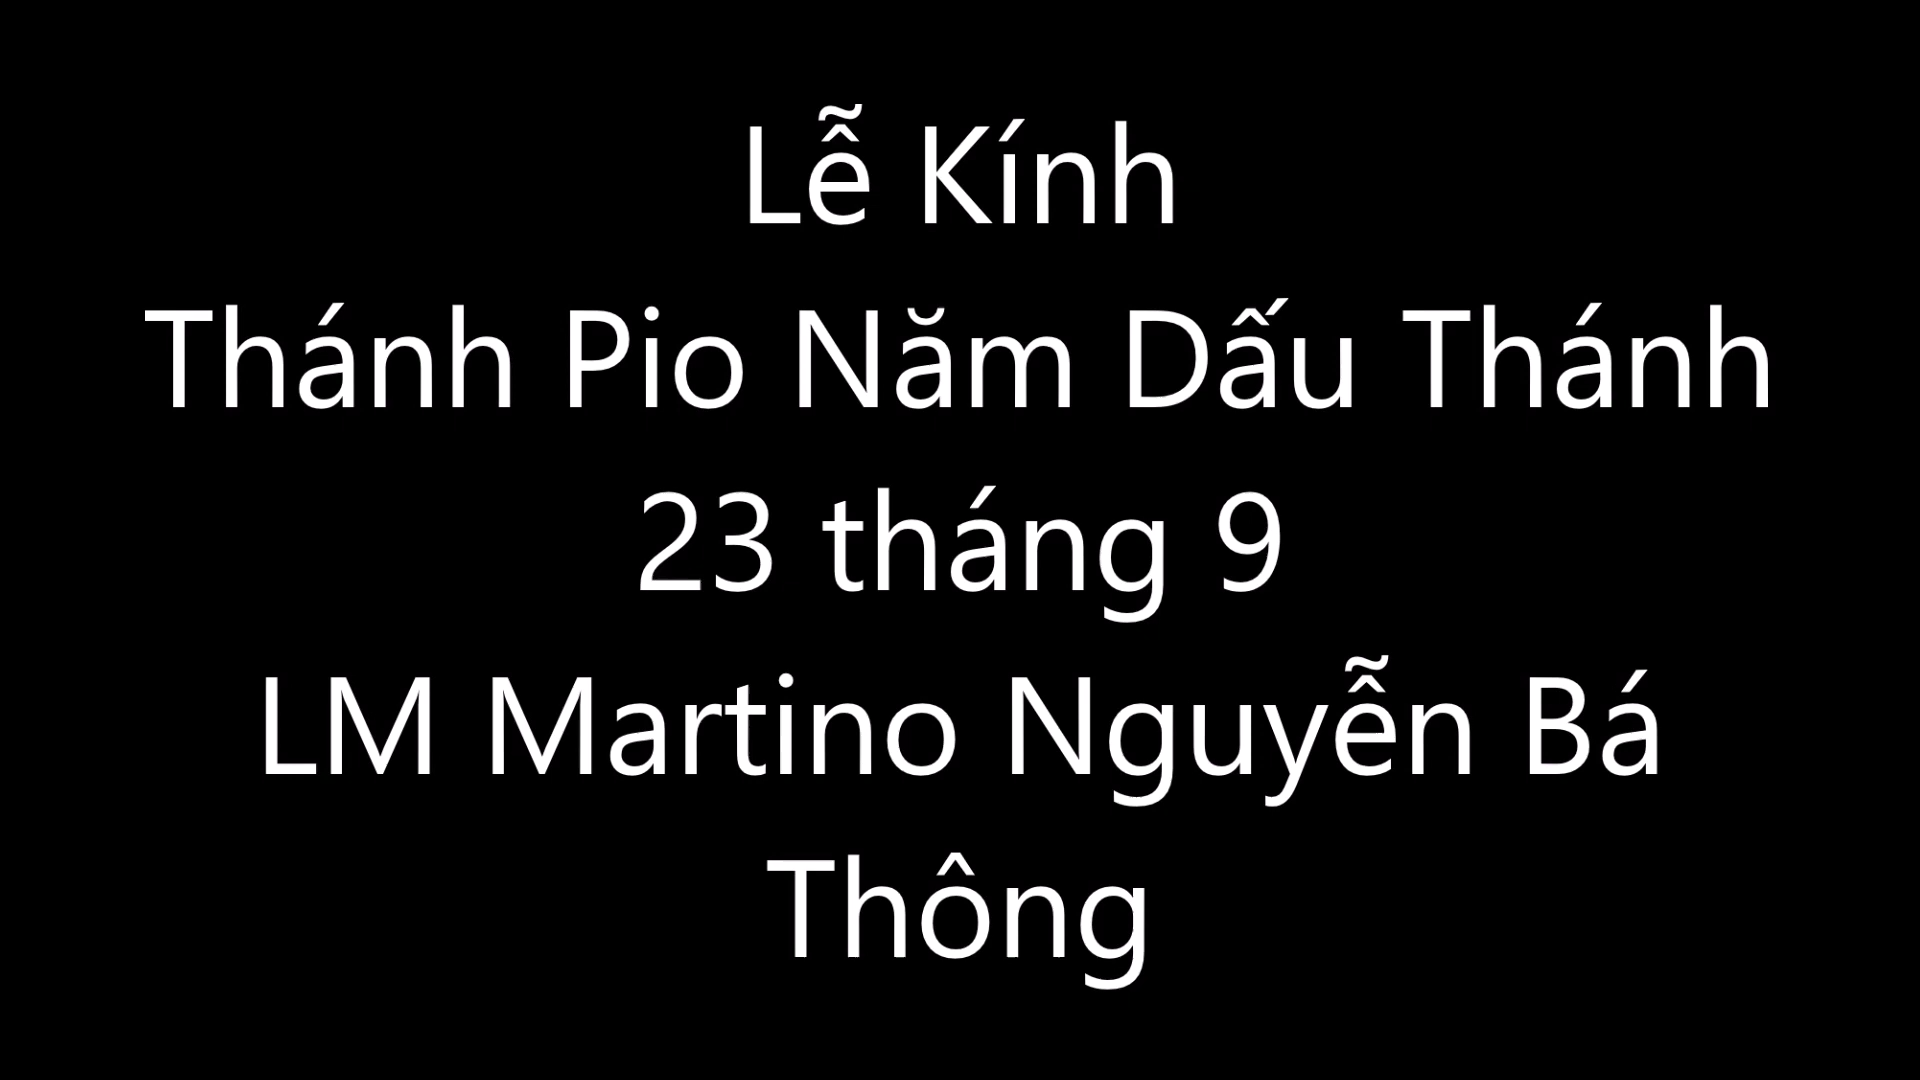 Lễ Kính
Thánh Pio Năm Dấu Thánh
23 tháng 9
LM Martino Nguyễn Bá
Thông